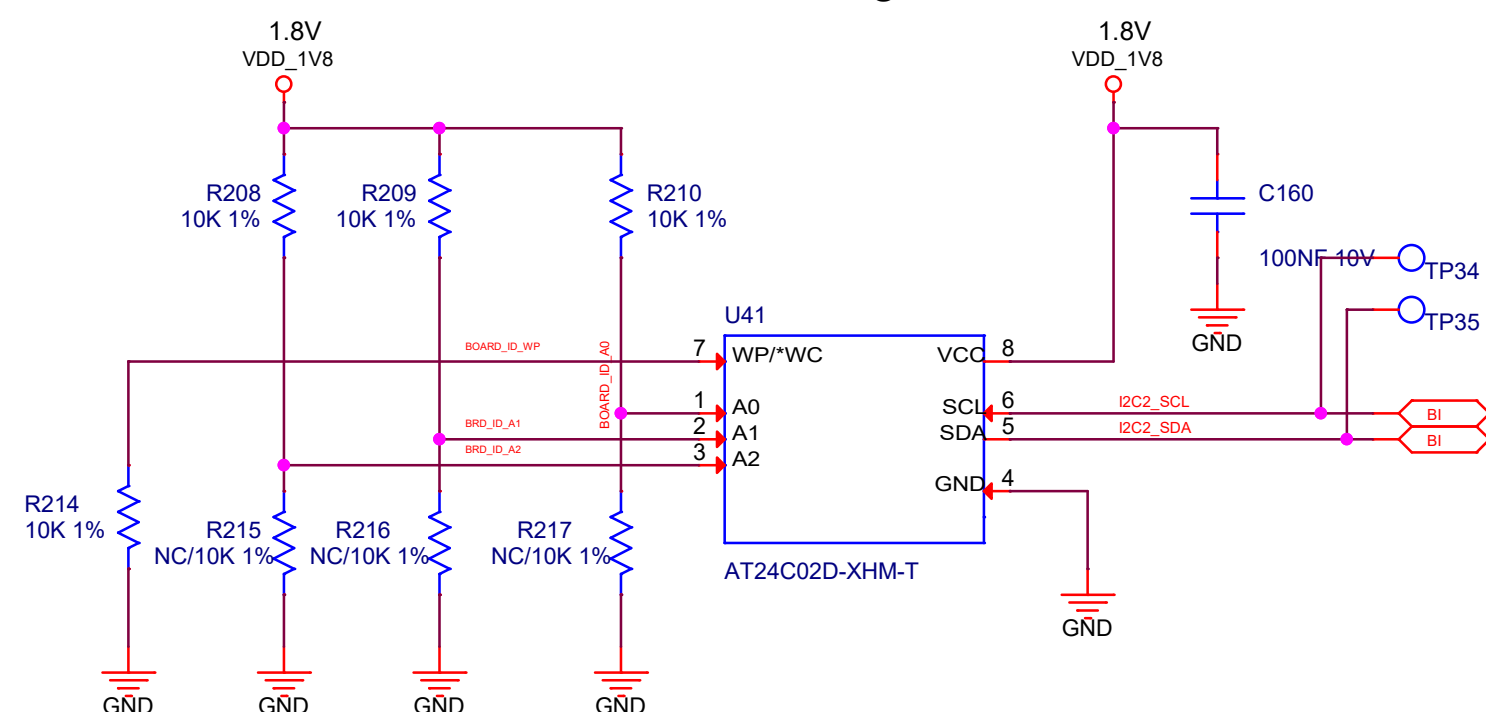 1.8V
VDD_1V8
1.8V
VDD_1V8
R208
10K 1%
R209
10K 1%
R210
10K 1%
C160
100NF 10V
TP34
TP35
GND
U41
BOARD_ID_WP
BOARD_ID_A0
BRD_ID_A1
BRD_ID_A2
7
1
2
3
WP/*WC
A0
A1
A2
VCC
SCL
SDA
GND
8
6
5
4
I2C2_SCL
I2C2_SDA
BI
BI
AT24C02D-XHM-T
GND
R214
10K 1%
R215
NC/10K 1%
R216
NC/10K 1%
R217
NC/10K 1%
GND
GND
GND
GND